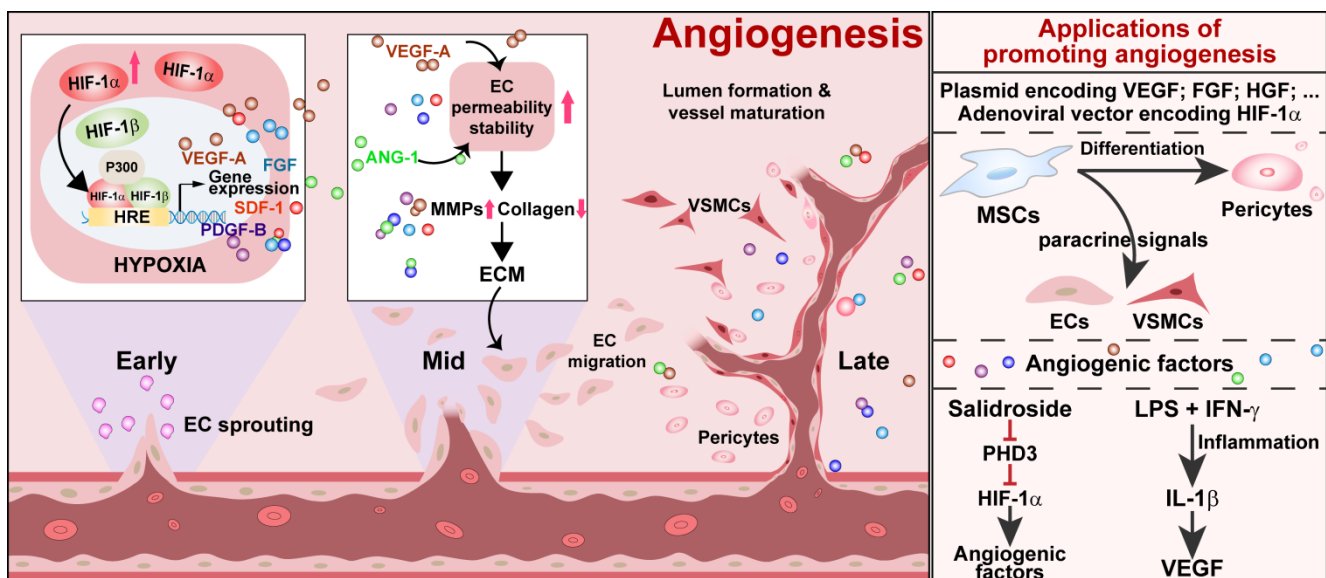 Angiogenesis
HIF-1α
HIF-1α
HIF-1β
P300
HIF-1α
HIF-1β
HRE
VEGF-A
FGF
Gene
expression
SDF-1
PDGF-B
HYPOXIA
VEGF-A
EC
permeability
stability
ANG-1
MMPs
Collagen
ECM
Lumen formation &
vessel maturation
VSMCs
EC
migration
Early
Mid
Late
EC sprouting
Pericytes
Applications of
promoting angiogenesis
Plasmid encoding VEGF; FGF; HGF; ...
Adenoviral vector encoding HIF-1α
Differentiation
MSCs
Pericytes
paracrine signals
ECs
VSMCs
Angiogenic factors
Salidroside
PHD3
HIF-1α
Angiogenic
factors
LPS + IFN-γ
Inflammation
IL-1β
VEGF